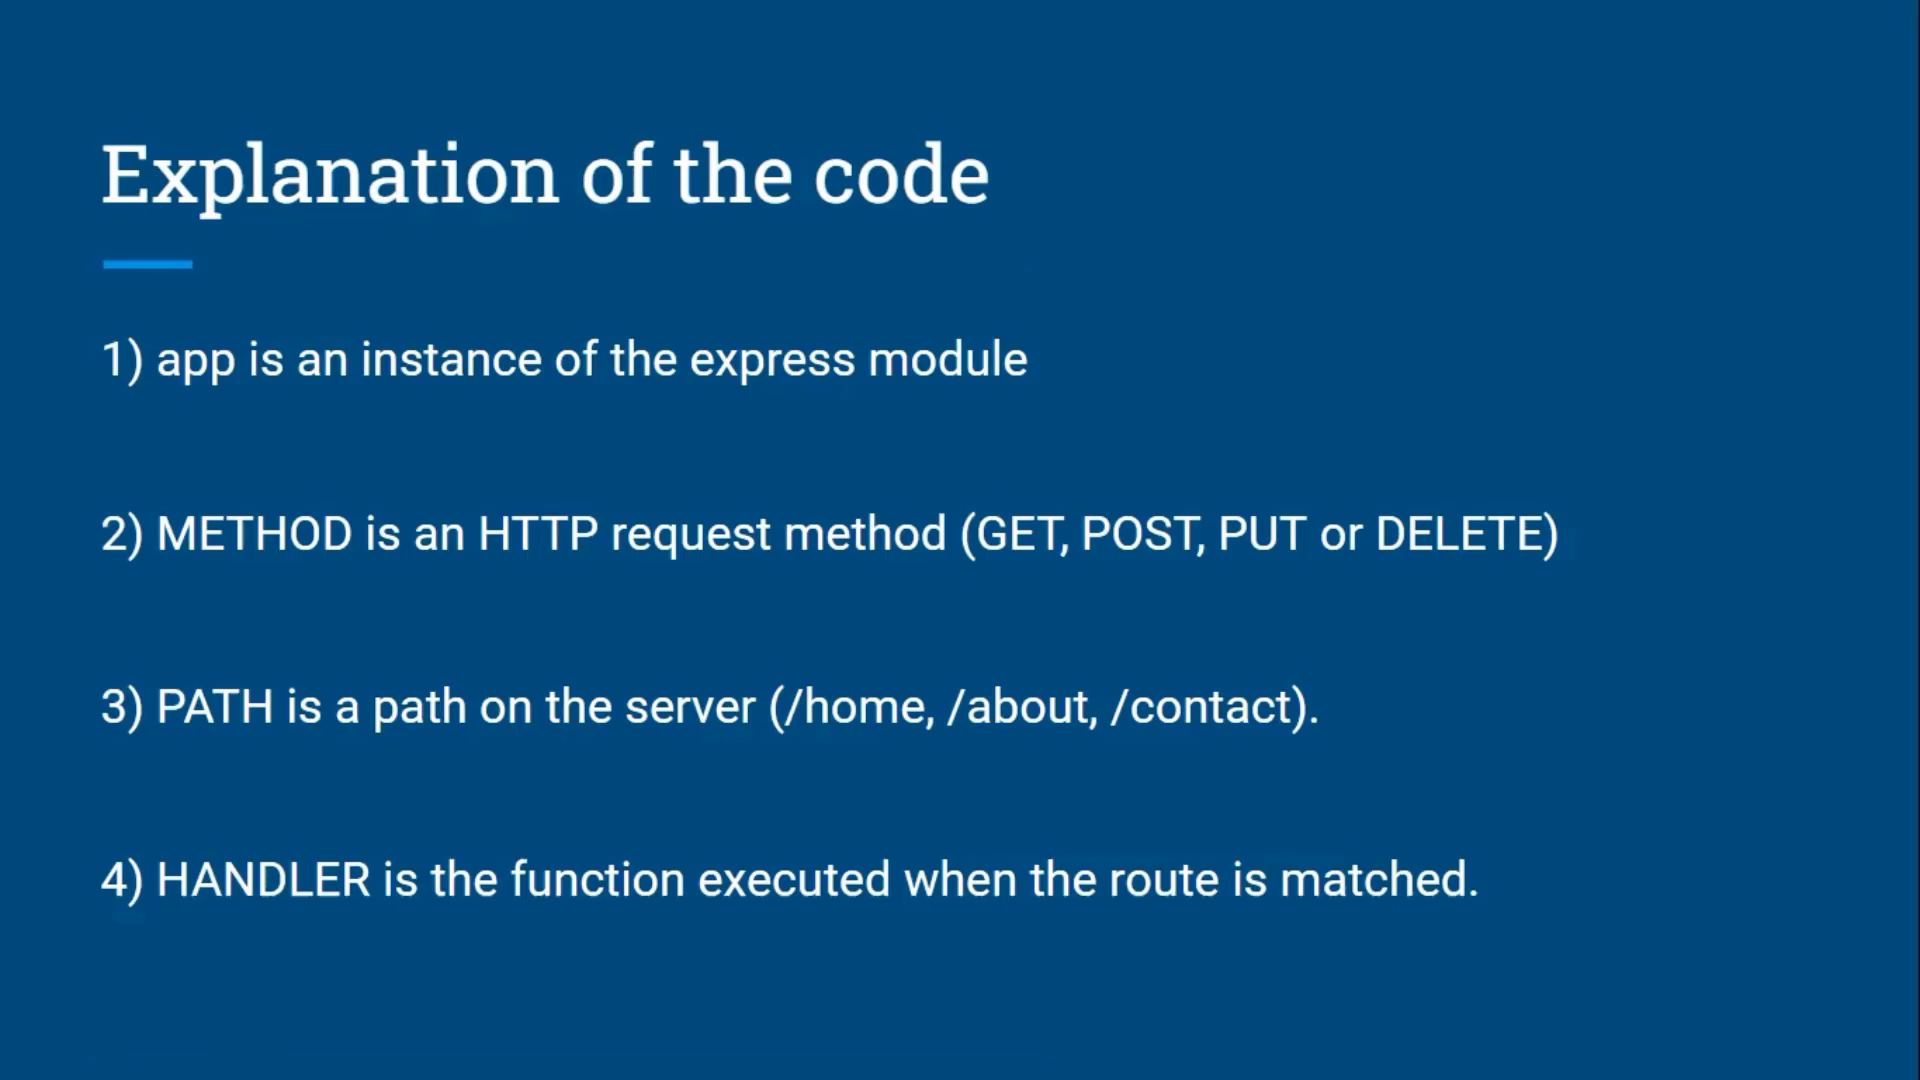 Explanation of the code
1) app is an instance of the express module
2) METHOD is an HTTP request method (GET, POST, PUT or DELETE)
3) PATH is a path on the server (/home, /about, /contact).
4) HANDLER is the function executed when the route is matched.